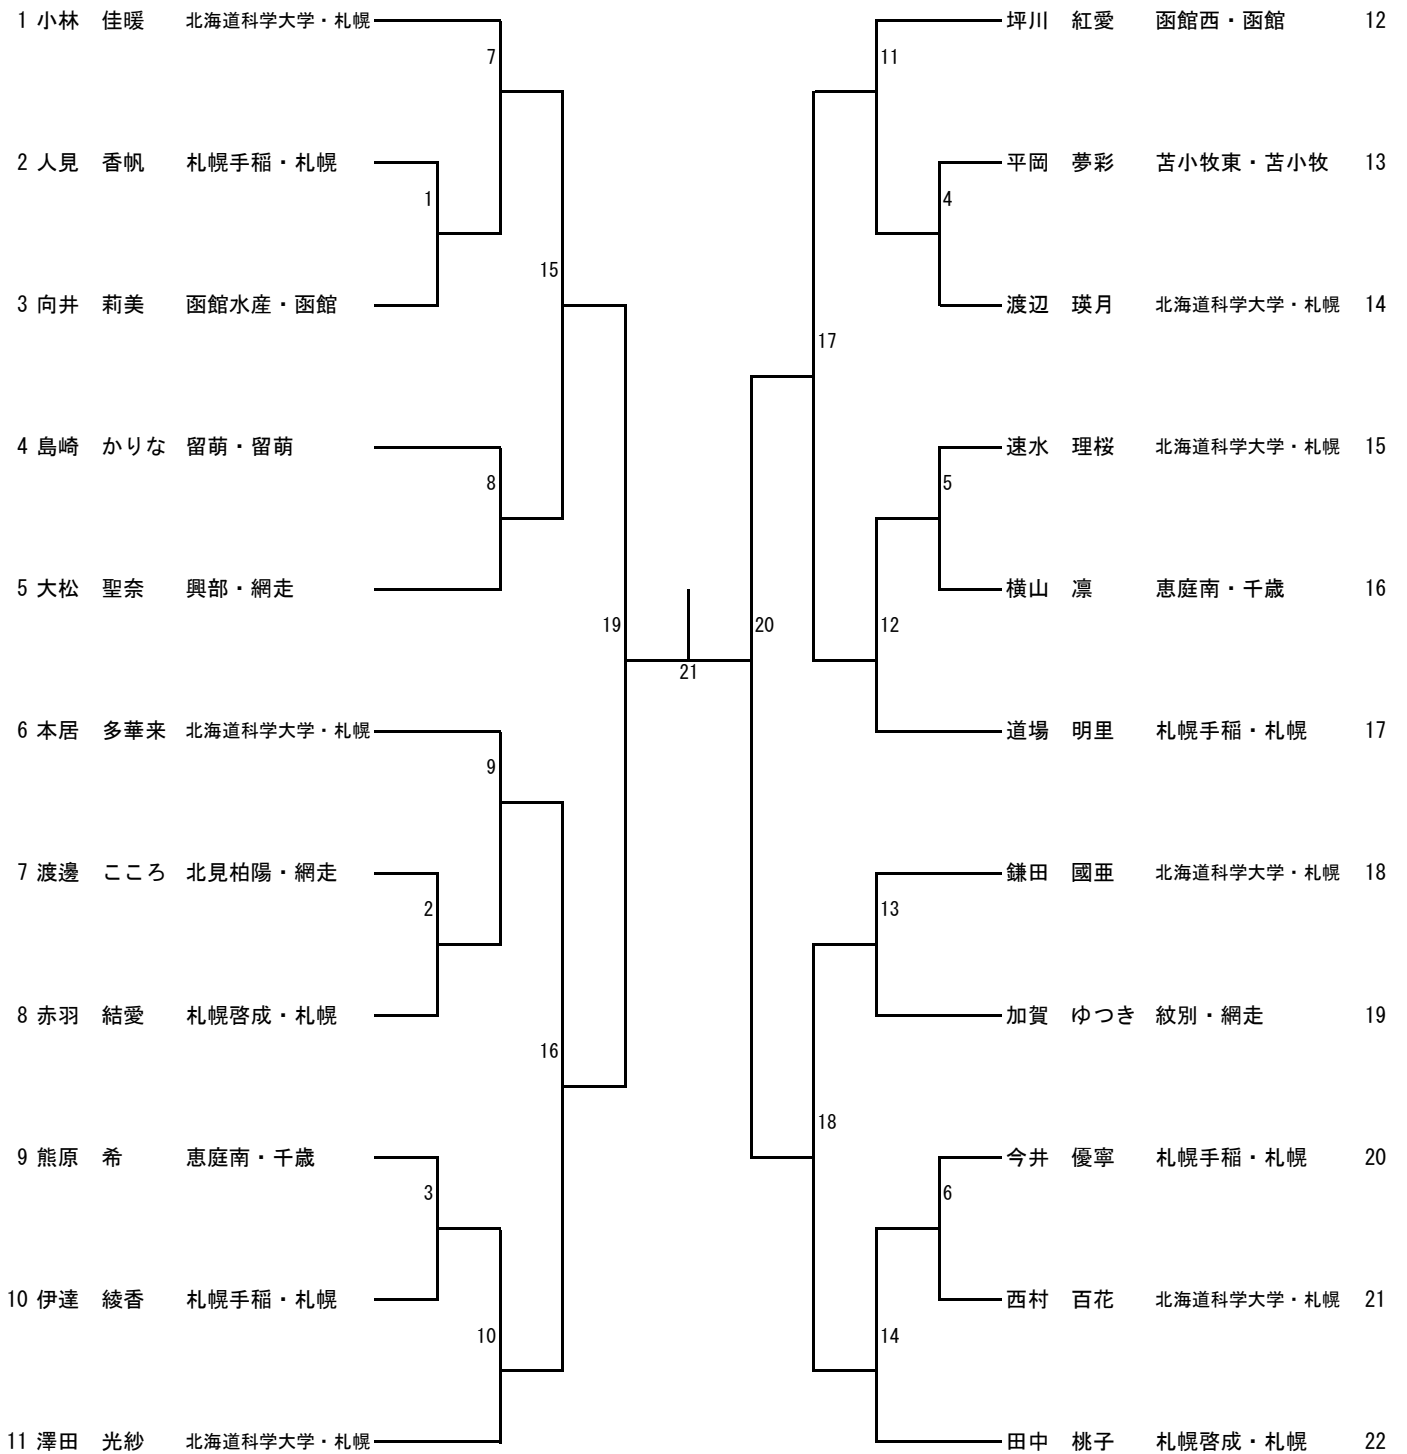 1 小林 佳暖 北海道科学大学・札幌
7
2 人見 香帆 札幌手稲・札幌
1
3 向井 莉美 函館水産・函館
15
4 島崎 かりな 留萌・留萌
8
5 大松 聖奈 興部・網走
19
6 本居 多華来 北海道科学大学・札幌
9
7 渡邊 こころ 北見柏陽・網走
2
8 赤羽 結愛 札幌啓成・札幌
16
9 熊原 希 恵庭南・千歳
3
10 伊達 綾香 札幌手稲・札幌
10
11 澤田 光紗 北海道科学大学・札幌
21
坪川 紅愛 函館西・函館 12
11
平岡 夢彩 苫小牧東・苫小牧 13
4
渡辺 瑛月 北海道科学大学・札幌 14
17
速水 理桜 北海道科学大学・札幌 15
5
横山 凛 恵庭南・千歳 16
20
12
道場 明里 札幌手稲・札幌 17
鎌田 國亜 北海道科学大学・札幌 18
13
加賀 ゆつき 紋別・網走 19
18
今井 優寧 札幌手稲・札幌 20
6
西村 百花 北海道科学大学・札幌 21
14
田中 桃子 札幌啓成・札幌 22